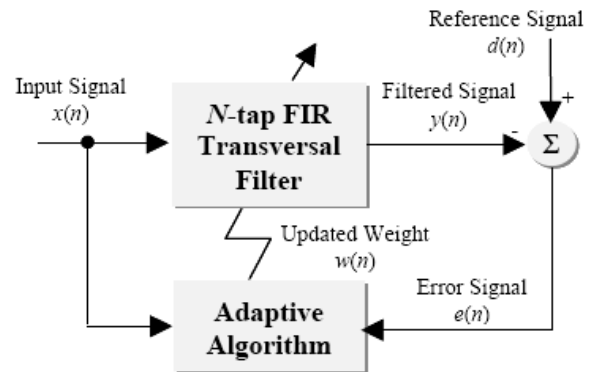 Reference Signal
d(n)
Input Signal
x(n)
N-tap FIR
Transversal
Filter
Filtered Signal
y(n)
+
-
Σ
Updated Weight
w(n)
Adaptive
Algorithm
Error Signal
e(n)